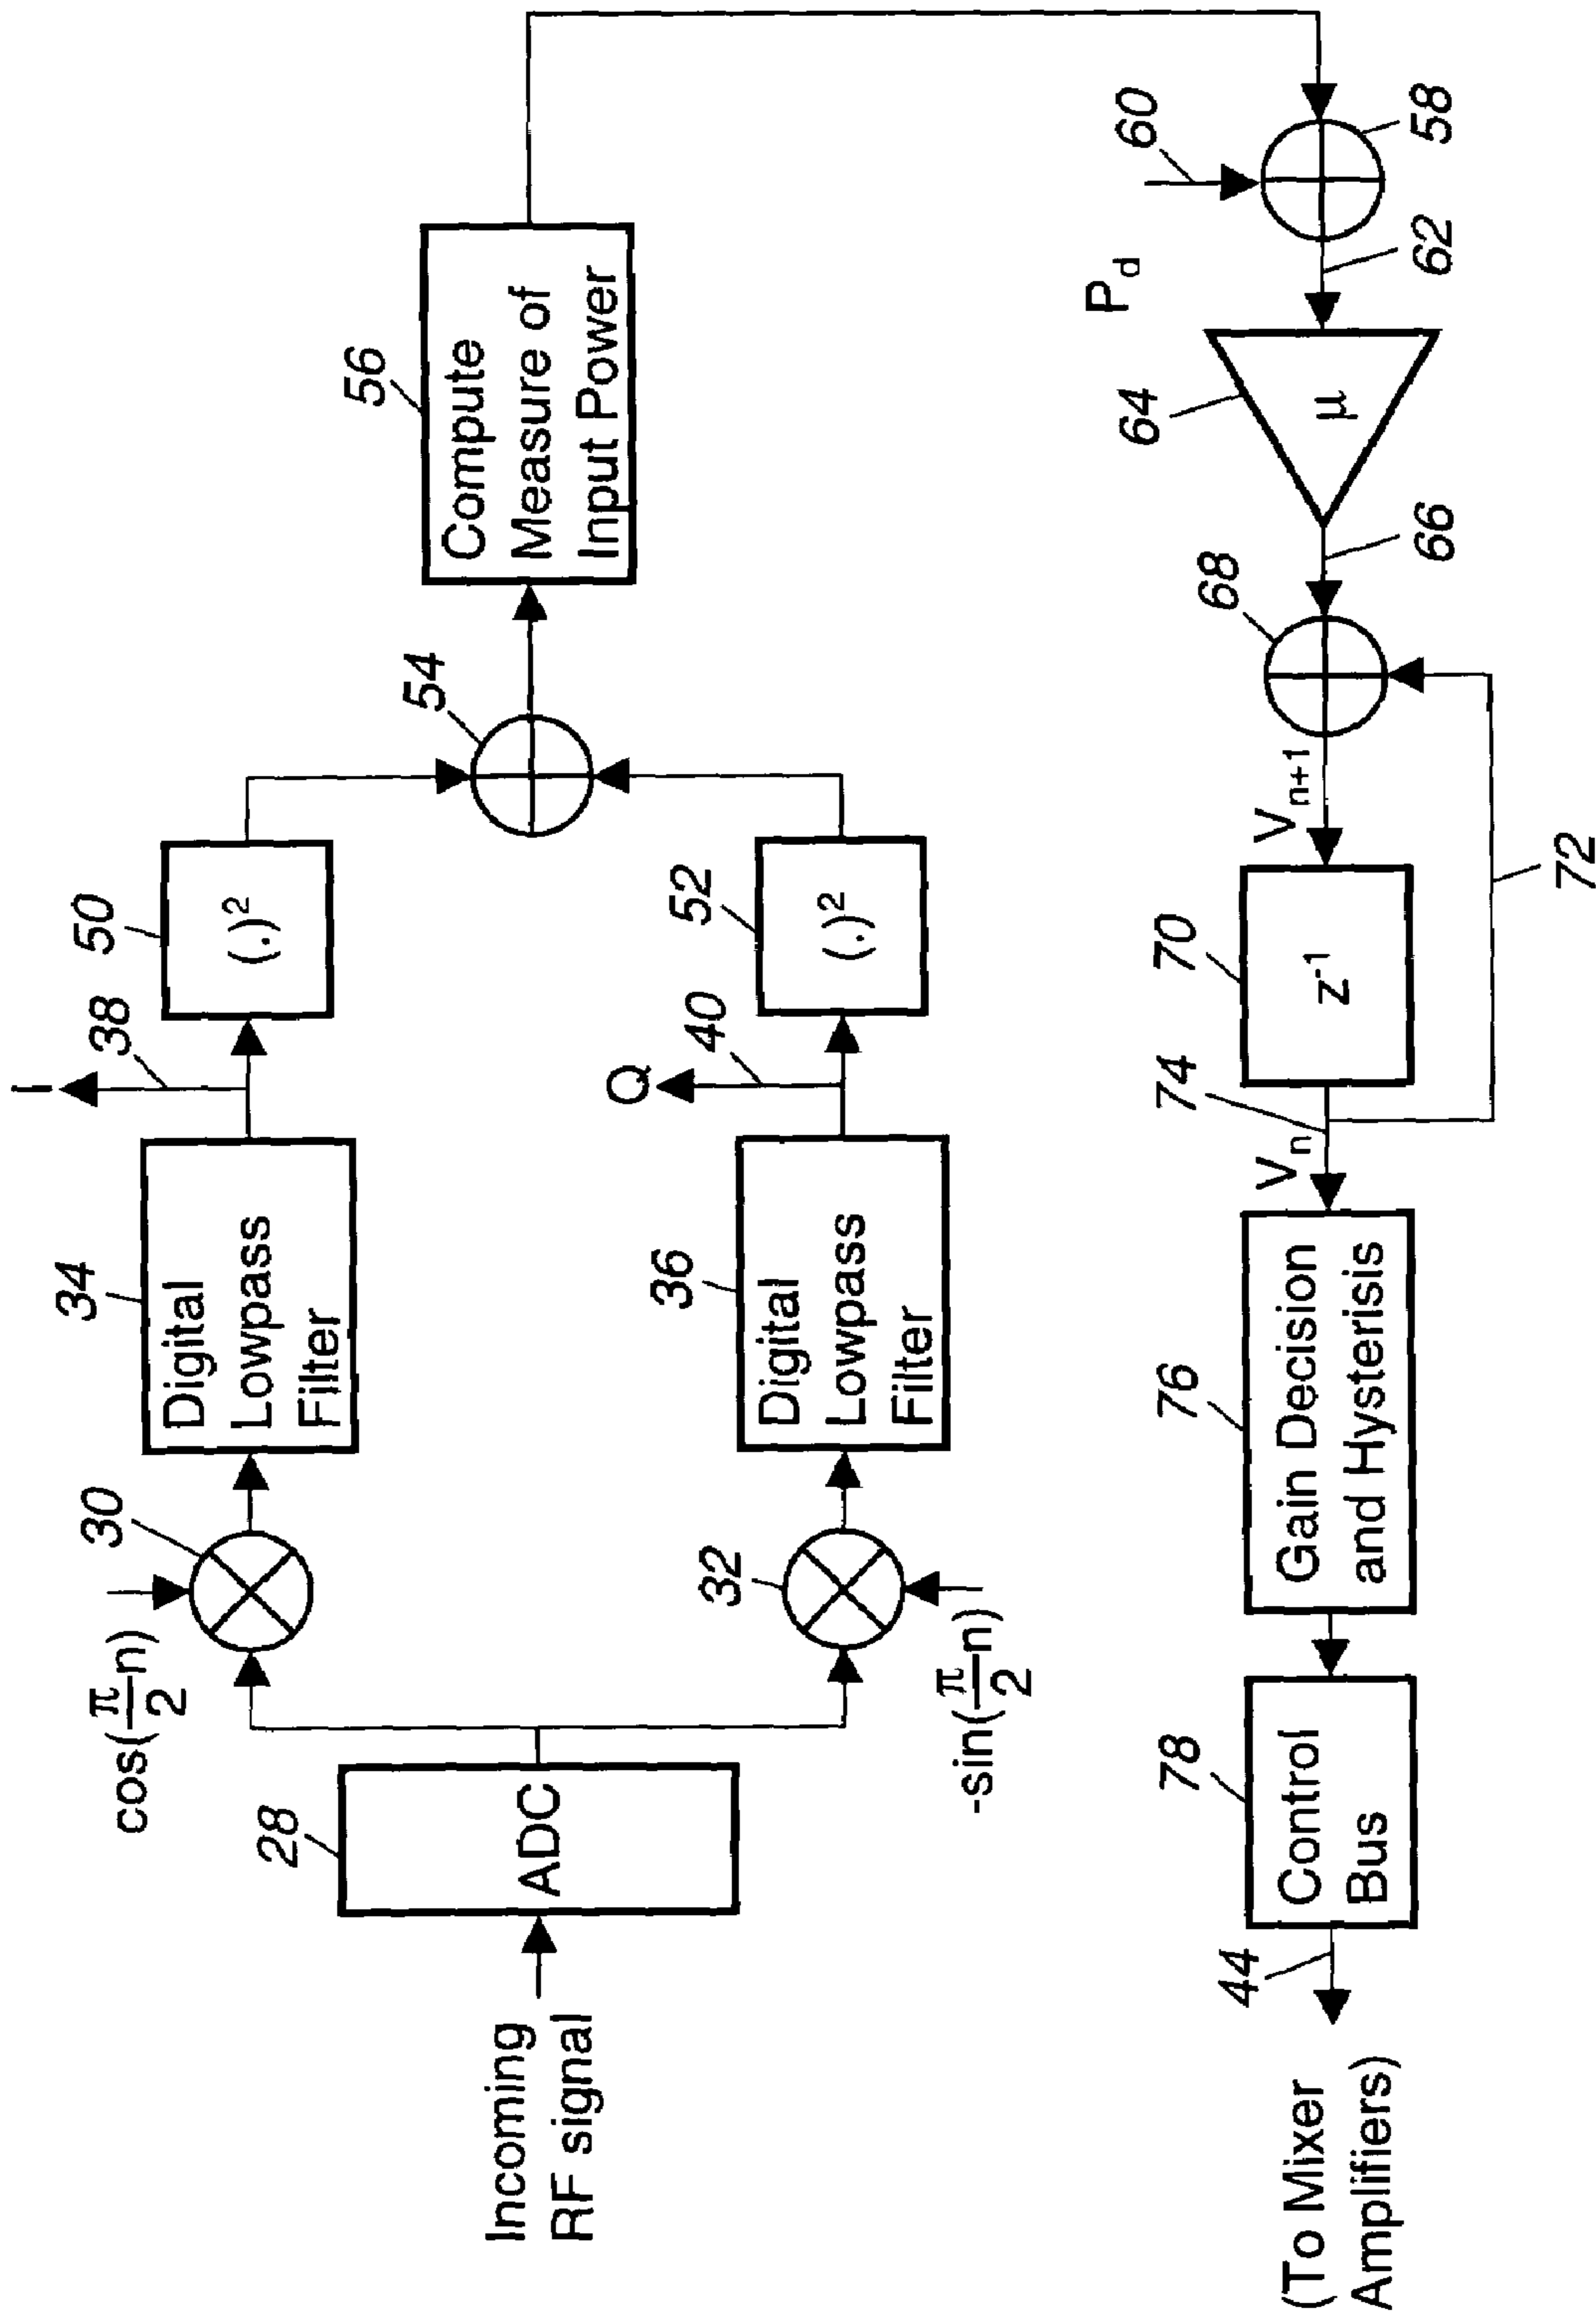 Incoming
RF signal
28
ADC
cos(π/2 n)
30
34
Digital
Lowpass
Filter
38
I
50
(.)²
-sin(π/2 n)
32
36
Digital
Lowpass
Filter
40
Q
52
(.)²
54
56
Compute
Measure of
Input Power
60
58
62
P_d
64
μ
66
68
V_n+1
70
z⁻¹
72
74
V_n
76
Gain Decision
and Hysterisis
78
Control
Bus
44
(To Mixer
Amplifiers)